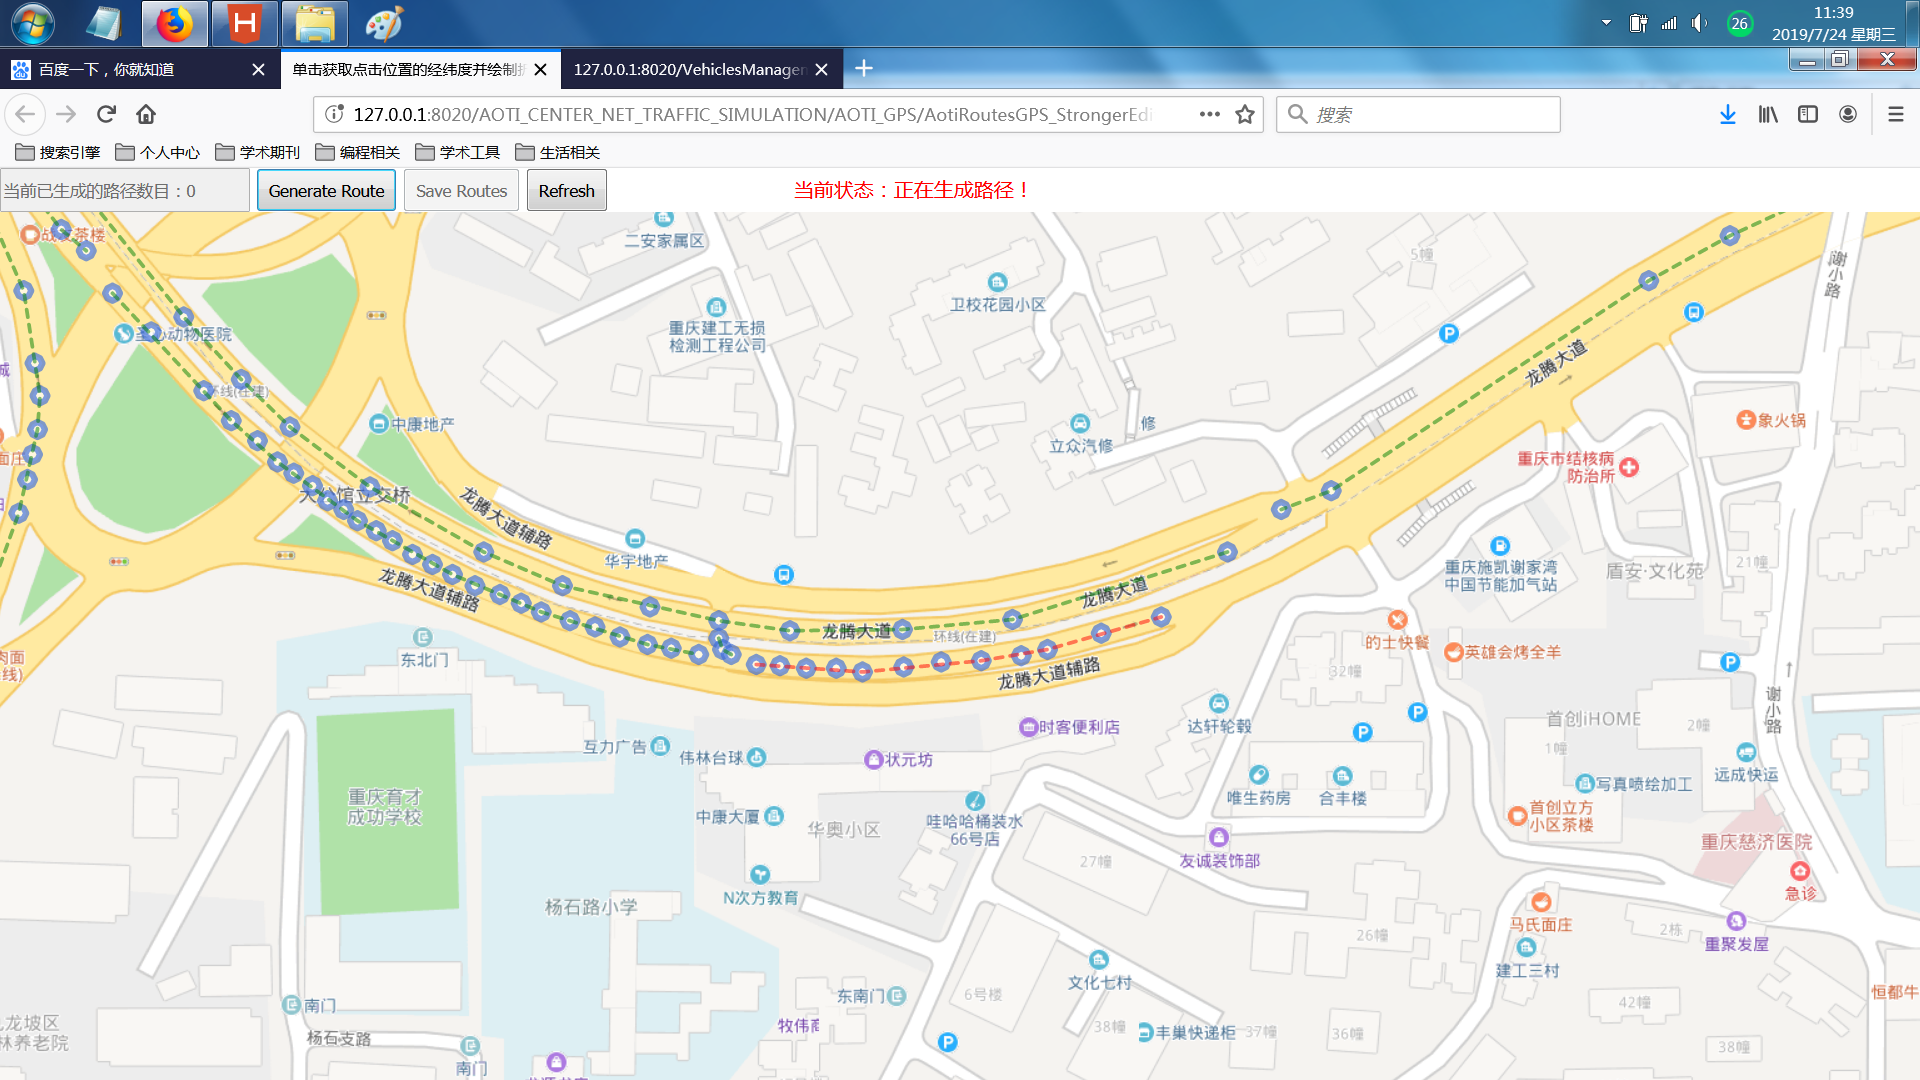 26
11:39
2019/7/24 星期三
百度一下，你就知道
单击获取点击位置的经纬度并绘制折
127.0.0.1:8020/VehiclesManagem
127.0.0.1:8020/AOTI_CENTER_NET_TRAFFIC_SIMULATION/AOTI_GPS/AotiRoutesGPS_StrongerEdi
搜索
搜索引擎
个人中心
学术期刊
编程相关
学术工具
生活相关
当前已生成的路径数目：0
Generate Route
Save Routes
Refresh
当前状态：正在生成路径！
二安家属区
5幢
谢小路
卫校花园小区
重庆建工无损
检测工程公司
圣心动物医院
龙腾大道
环线(在建)
中康地产
修
立众汽修
象火锅
重庆市结核病
防治所
面庄
大公馆立交桥
龙腾大道辅路
华宇地产
重庆施凯谢家湾
中国节能加气站
盾安·文化苑
21幢
龙腾大道辅路
龙腾大道
龙腾大道
环线(在建)
的士快餐
英雄会烤全羊
东北门
肉面
线)
龙腾大道辅路
32幢
谢小路
首创iHOME
2幢
1幢
时客便利店
达轩轮毂
互力广告
伟林台球
状元坊
远成快运
写真喷绘加工
重庆育才
成功学校
唯生药房
合丰楼
首创立方
小区茶楼
中康大厦
华奥小区
哇哈哈桶装水
66号店
重庆慈济医院
27幢
友诚装饰部
急诊
N次方教育
杨石路小学
马氏面庄
2栋
重聚发屋
26幢
建工三村
文化七村
东南门
6号楼
恒都牛
南门
42幢
九龙坡区
林养老院
杨石支路
牧伟商
38幢
丰巢快递柜
37幢
36幢
38幢
南门